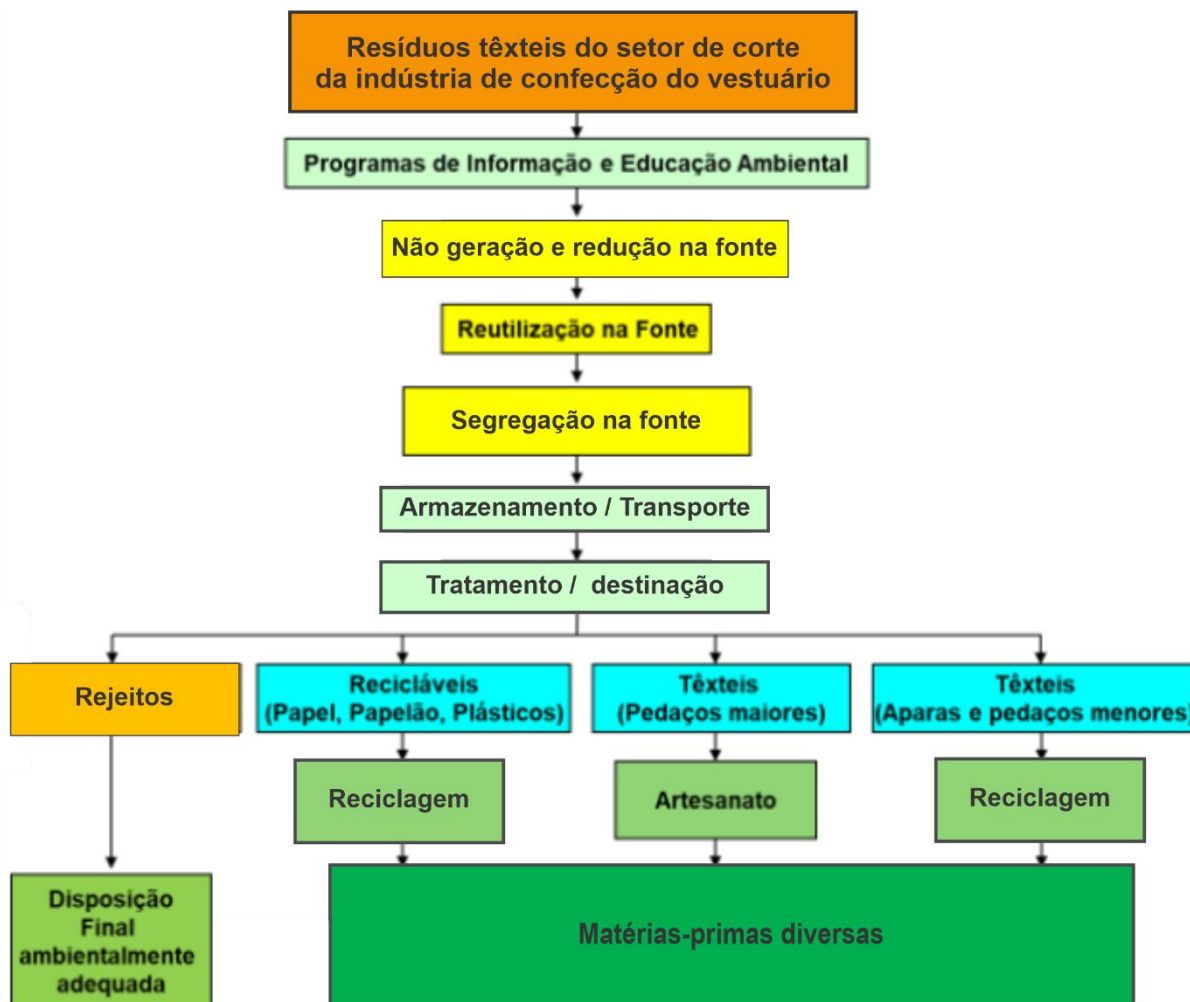 Resíduos têxteis do setor de corte
da indústria de confecção do vestuário
Programas de Informação e Educação Ambiental
Não geração e redução na fonte
Reutilização na Fonte
Segregação na fonte
Armazenamento / Transporte
Tratamento / destinação
Rejeitos
Recicláveis
(Papel, Papelão, Plásticos)
Têxteis
(Pedaços maiores)
Têxteis
(Aparas e pedaços menores)
Reciclagem
Artesanato
Reciclagem
Disposição
Final
ambientalmente
adequada
Matérias-primas diversas